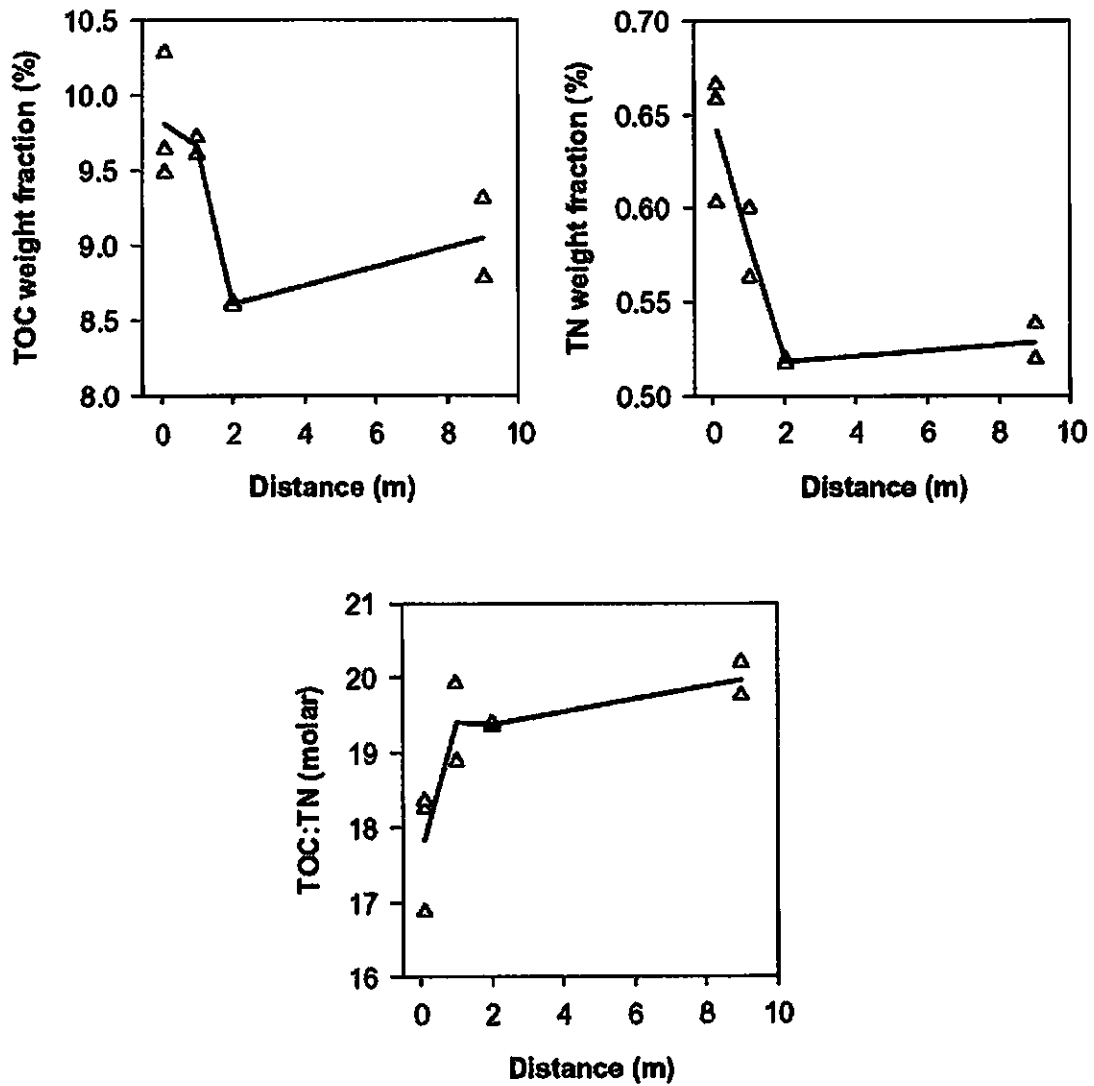 TOC weight fraction (%)
10.5
10.0
9.5
9.0
8.5
8.0
0 2 4 6 8 10
Distance (m)
TN weight fraction (%)
0.70
0.65
0.60
0.55
0.50
0 2 4 6 8 10
Distance (m)
TOC:TN (molar)
21
20
19
18
17
16
0 2 4 6 8 10
Distance (m)